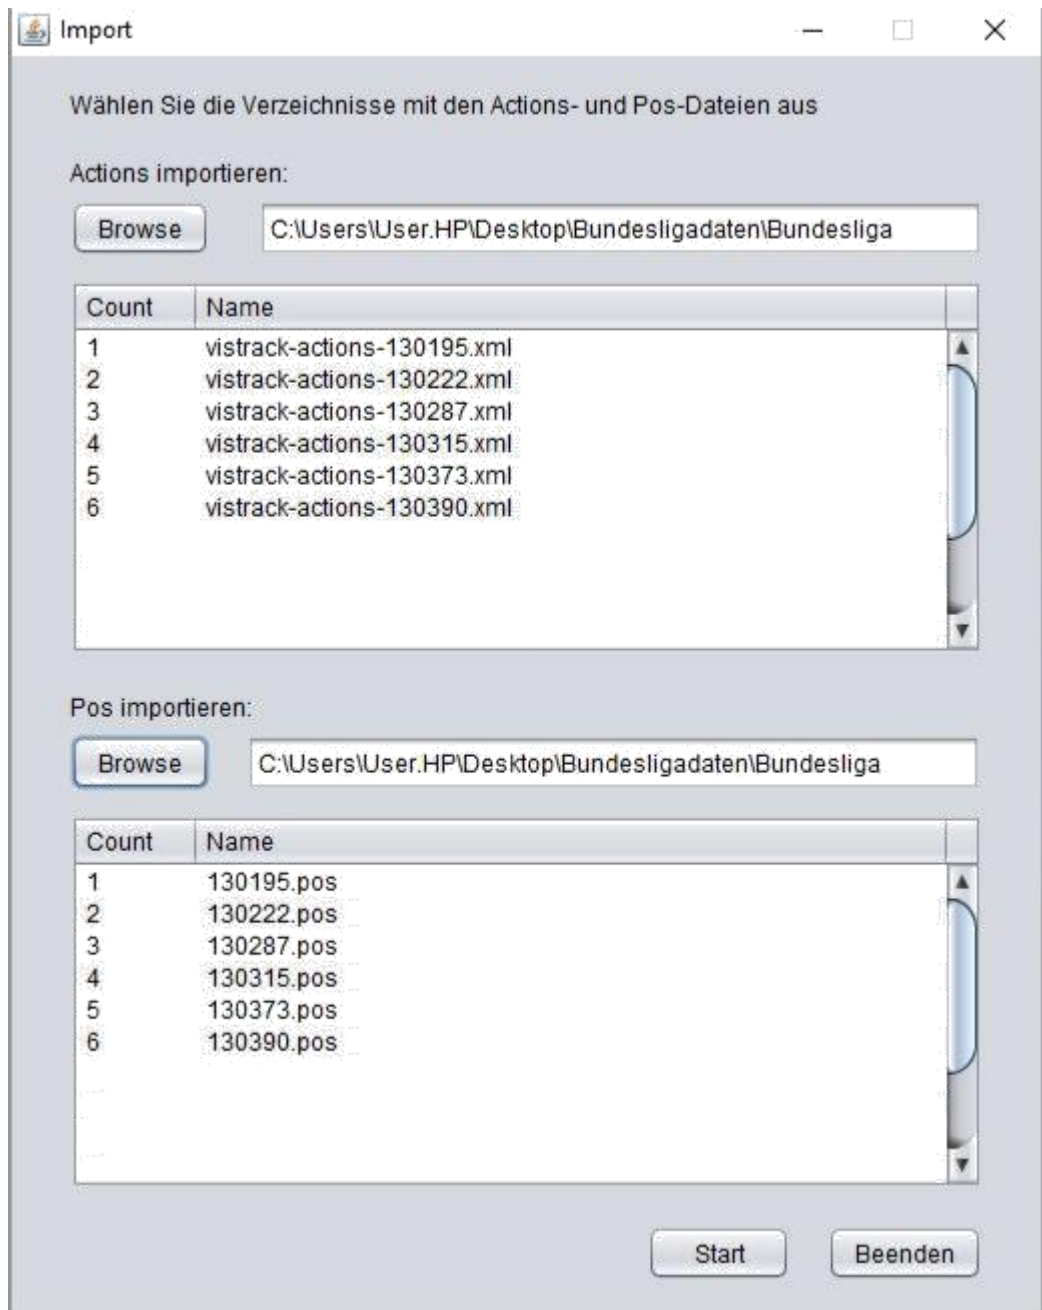 Import
Wählen Sie die Verzeichnisse mit den Actions- und Pos-Dateien aus
Actions importieren:
Browse C:\Users\User.HP\Desktop\Bundesligadaten\Bundesliga
Count Name
1 vistrack-actions-130195.xml
2 vistrack-actions-130222.xml
3 vistrack-actions-130287.xml
4 vistrack-actions-130315.xml
5 vistrack-actions-130373.xml
6 vistrack-actions-130390.xml
Pos importieren:
Browse C:\Users\User.HP\Desktop\Bundesligadaten\Bundesliga
Count Name
1 130195.pos
2 130222.pos
3 130287.pos
4 130315.pos
5 130373.pos
6 130390.pos
Start Beenden